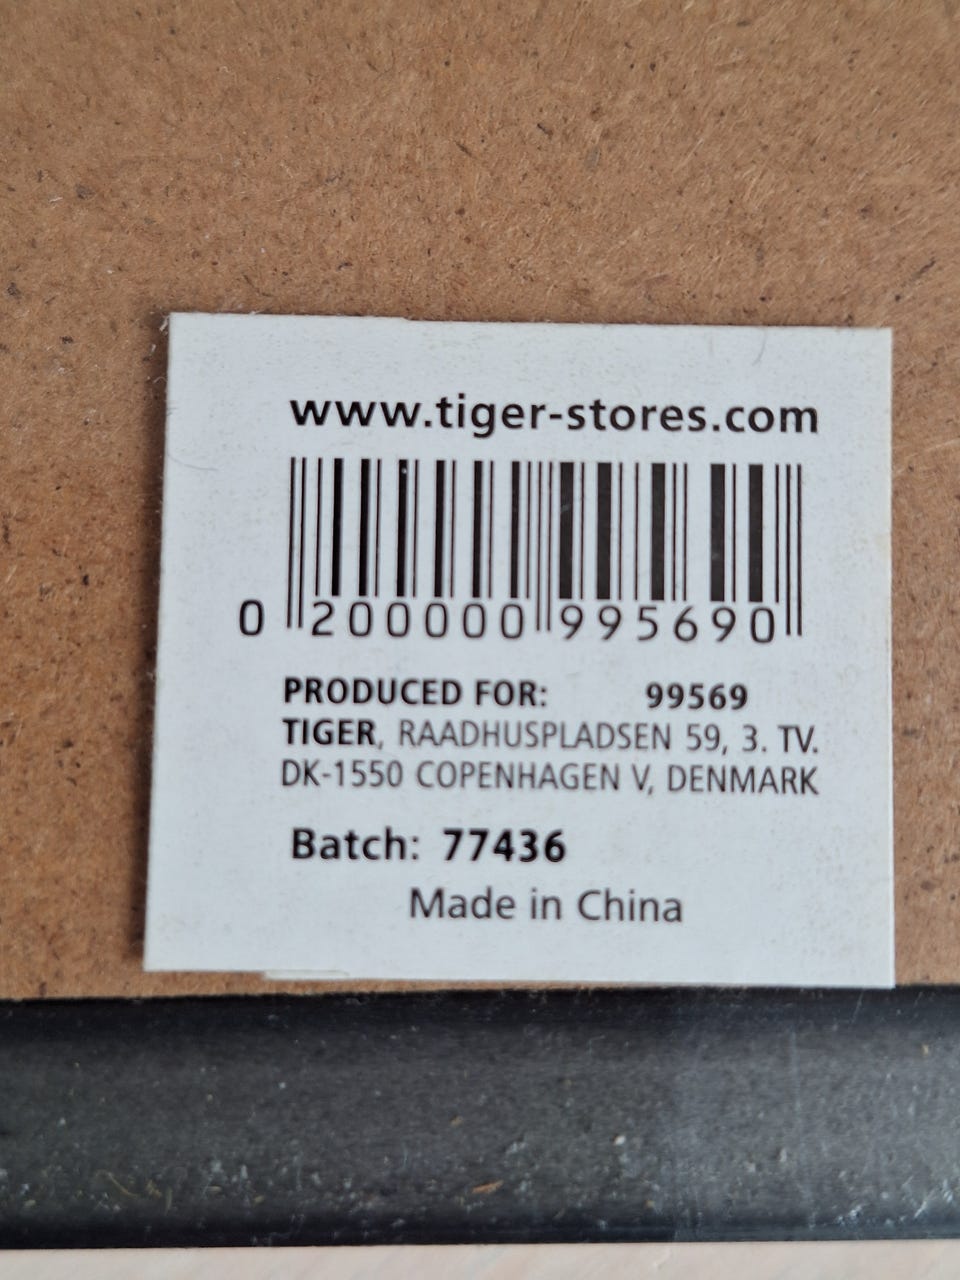 www.tiger-stores.com
0 200000 995690
PRODUCED FOR: 99569
TIGER, RAADHUSPLADSEN 59, 3. TV.
DK-1550 COPENHAGEN V, DENMARK
Batch: 77436
Made in China